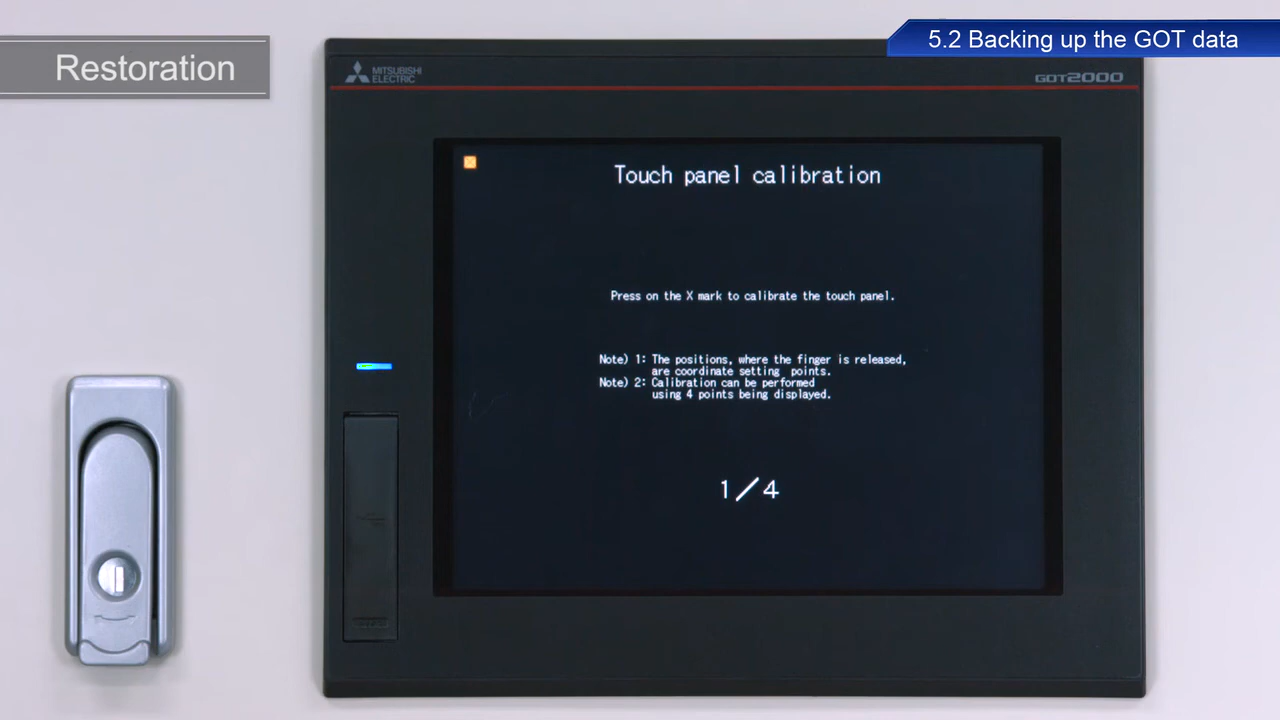 5.2 Backing up the GOT data
Restoration
MITSUBISHI
ELECTRIC
GOT2000
Touch panel calibration
Press on the X mark to calibrate the touch panel.
Note) 1: The positions, where the finger is released,
are coordinate setting points.
Note) 2: Calibration can be performed
using 4 points being displayed.
1/4